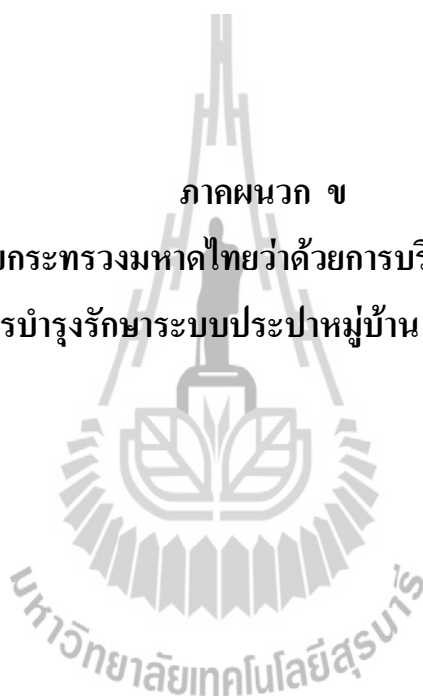 ภาคผนวก ข
บกระทรวงมหาดไทยว่าด้วยการบริ
รบำรุงรักษาระบบประปาหมู่บ้าน
มหาวิทยาลัยเทคโนโลยีสุรนารี